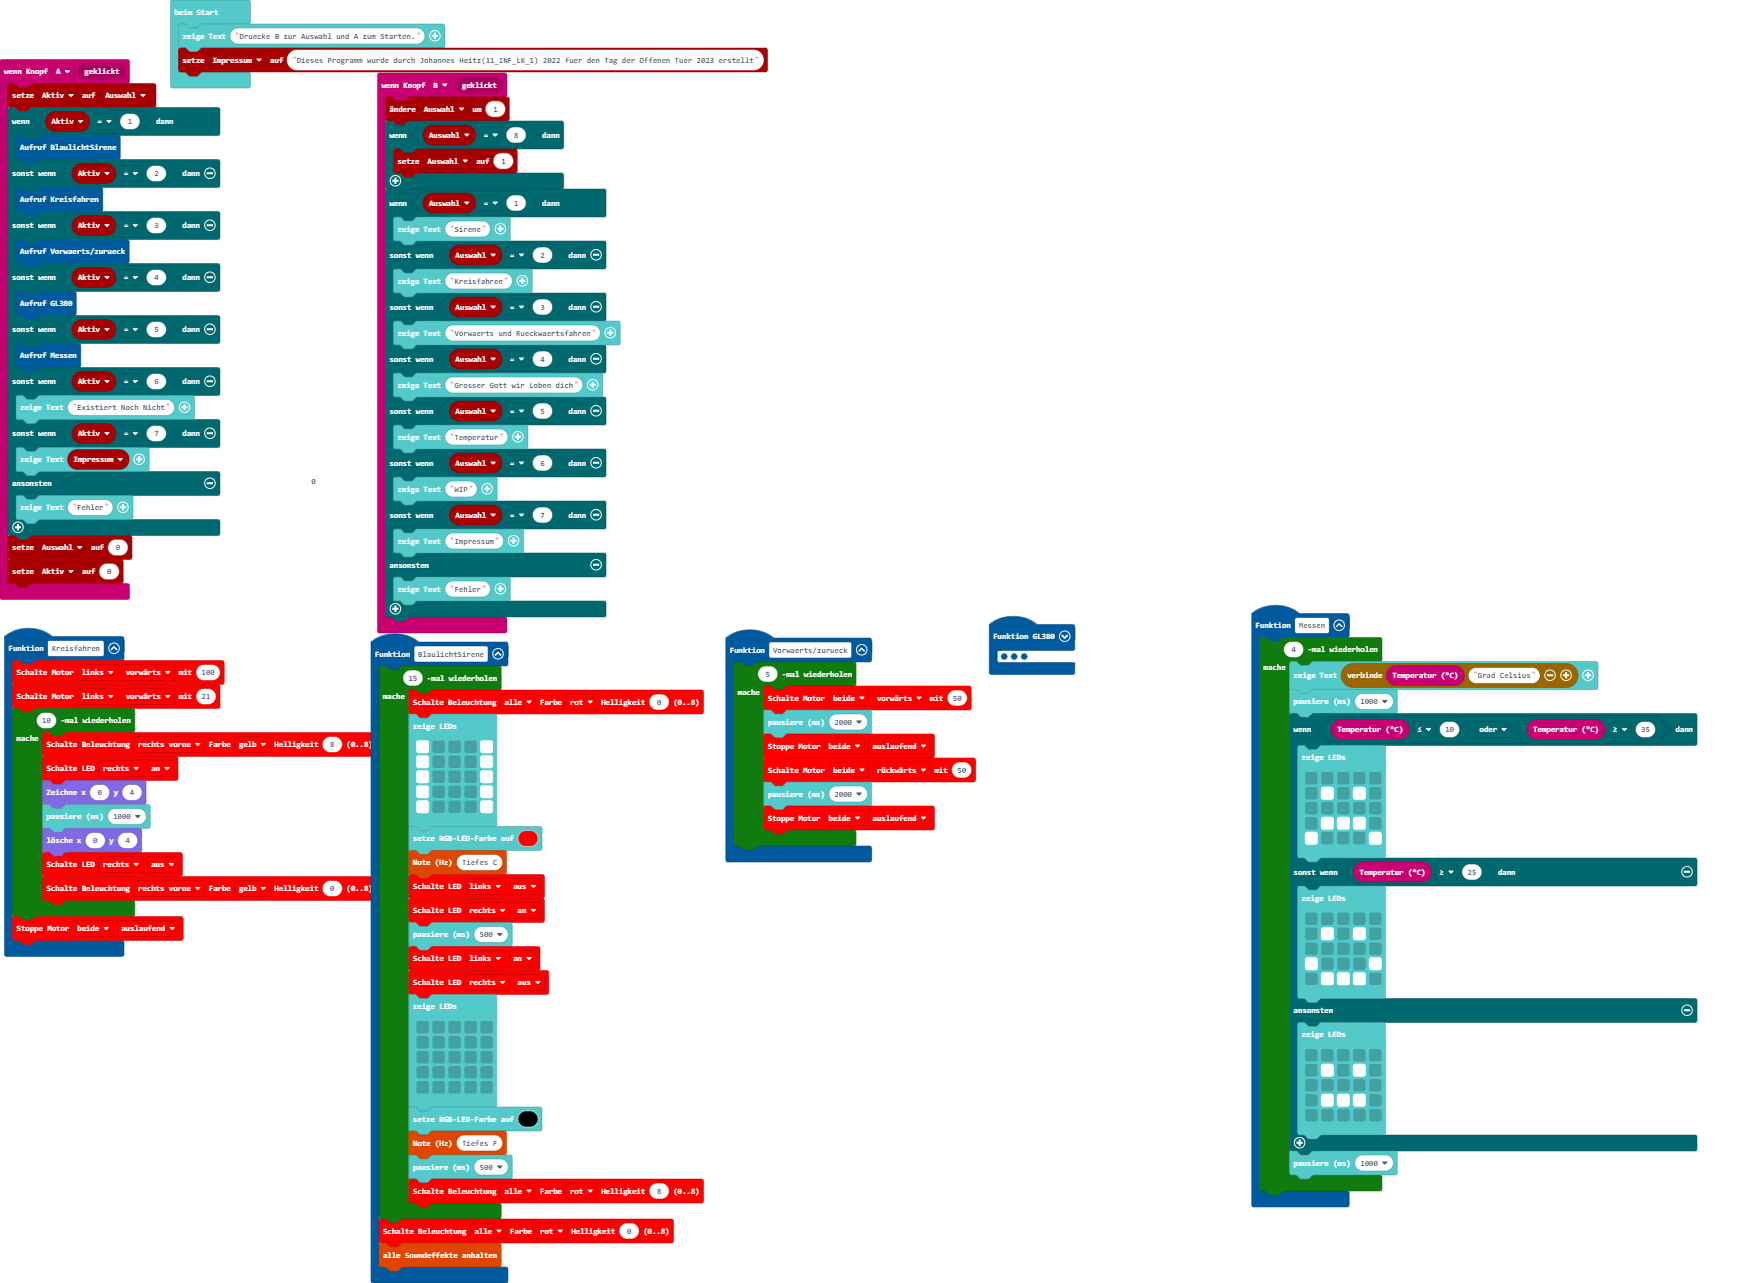 beim Start
zeige Text "Druecke B zur Auswahl und A zum Starten."
setze Impressum auf "Dieses Programm wurde durch Johannes Heitz(11_INF_LK_1) 2022 fuer den Tag der Offenen Tuer 2023 erstellt"
wenn Knopf A geklickt
setze Aktiv auf Auswahl
wenn Aktiv = 1 dann
Aufruf BlaulichtSirene
sonst wenn Aktiv = 2 dann
Aufruf Kreisfahren
sonst wenn Aktiv = 3 dann
Aufruf Vorwaerts/zurueck
sonst wenn Aktiv = 4 dann
Aufruf GL380
sonst wenn Aktiv = 5 dann
Aufruf Messen
sonst wenn Aktiv = 6 dann
zeige Text "Existiert Noch Nicht"
sonst wenn Aktiv = 7 dann
zeige Text Impressum
ansonsten
zeige Text "Fehler"
setze Auswahl auf 0
setze Aktiv auf 0
0
wenn Knopf B geklickt
ändere Auswahl um 1
wenn Auswahl = 8 dann
setze Auswahl auf 1
wenn Auswahl = 1 dann
zeige Text "Sirene"
sonst wenn Auswahl = 2 dann
zeige Text "Kreisfahren"
sonst wenn Auswahl = 3 dann
zeige Text "Vorwaerts und Rueckwaertsfahren"
sonst wenn Auswahl = 4 dann
zeige Text "Grosser Gott wir Loben dich"
sonst wenn Auswahl = 5 dann
zeige Text "Temperatur"
sonst wenn Auswahl = 6 dann
zeige Text "WIP"
sonst wenn Auswahl = 7 dann
zeige Text "Impressum"
ansonsten
zeige Text "Fehler"
Funktion Kreisfahren
Schalte Motor links vorwärts mit 100
Schalte Motor links vorwärts mit 21
10 -mal wiederholen
mache
Schalte Beleuchtung rechts vorne Farbe gelb Helligkeit 8 (0..8)
Schalte LED rechts an
Zeichne x 0 y 4
pausiere (ms) 1000
lösche x 0 y 4
Schalte LED rechts aus
Schalte Beleuchtung rechts vorne Farbe gelb Helligkeit 0 (0..8)
Stoppe Motor beide auslaufend
Funktion BlaulichtSirene
15 -mal wiederholen
mache
Schalte Beleuchtung alle Farbe rot Helligkeit 0 (0..8)
zeige LEDs
setze RGB-LED-Farbe auf
Note (Hz) Tiefes C
Schalte LED links aus
Schalte LED rechts an
pausiere (ms) 500
Schalte LED links an
Schalte LED rechts aus
zeige LEDs
setze RGB-LED-Farbe auf
Note (Hz) Tiefes F
pausiere (ms) 500
Schalte Beleuchtung alle Farbe rot Helligkeit 8 (0..8)
Schalte Beleuchtung alle Farbe rot Helligkeit 0 (0..8)
alle Soundeffekte anhalten
Funktion Vorwaerts/zurueck
5 -mal wiederholen
mache
Schalte Motor beide vorwärts mit 50
pausiere (ms) 2000
Stoppe Motor beide auslaufend
Schalte Motor beide rückwärts mit 50
pausiere (ms) 2000
Stoppe Motor beide auslaufend
Funktion GL380
Funktion Messen
4 -mal wiederholen
mache
zeige Text verbinde Temperatur (°C) "Grad Celsius"
pausiere (ms) 1000
wenn Temperatur (°C) ≤ 10 oder Temperatur (°C) ≥ 35 dann
zeige LEDs
sonst wenn Temperatur (°C) ≥ 25 dann
zeige LEDs
ansonsten
zeige LEDs
pausiere (ms) 1000